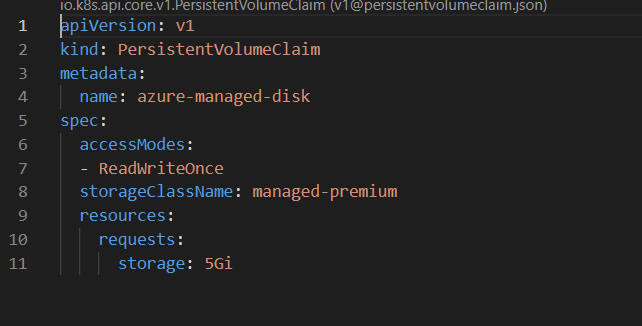 io.k8s.api.core.v1.PersistentVolumeClaim (v1@persistentvolumeclaim.json)
1 apiVersion: v1
2 kind: PersistentVolumeClaim
3 metadata:
4   name: azure-managed-disk
5 spec:
6   accessModes:
7   - ReadWriteOnce
8   storageClassName: managed-premium
9   resources:
10     requests:
11       storage: 5Gi